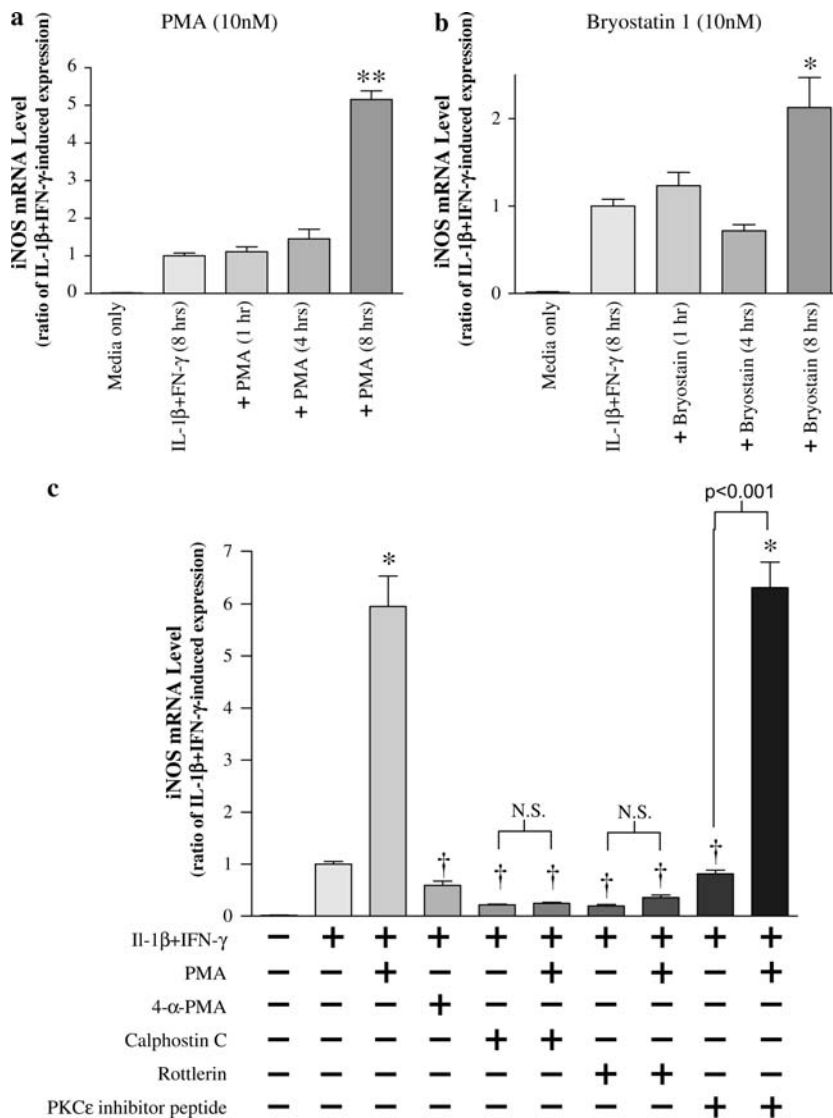 a
PMA (10nM)
iNOS mRNA Level
(ratio of IL-1β+IFN-γ-induced expression)
6
5
4
3
2
1
0
**
Media only
IL-1β+FN-γ (8 hrs)
+ PMA (1 hr)
+ PMA (4 hrs)
+ PMA (8 hrs)
b
Bryostatin 1 (10nM)
iNOS mRNA Level
(ratio of IL-1β+IFN-γ-induced expression)
2
1
0
*
Media only
IL-1β+FN-γ (8 hrs)
+ Bryostain (1 hr)
+ Bryostain (4 hrs)
+ Bryostain (8 hrs)
c
iNOS mRNA Level
(ratio of IL-1β+IFN-γ-induced expression)
7
6
5
4
3
2
1
0
*
†
†
N.S.
†
†
N.S.
†
†
p<0.001
*
Il-1β+IFN-γ − + + + + + + + + +
PMA − − + − − + − + − +
4-α-PMA − − − + − − − − − −
Calphostin C − − − − + + − − − −
Rottlerin − − − − − − + + − −
PKCε inhibitor peptide − − − − − − − − + +